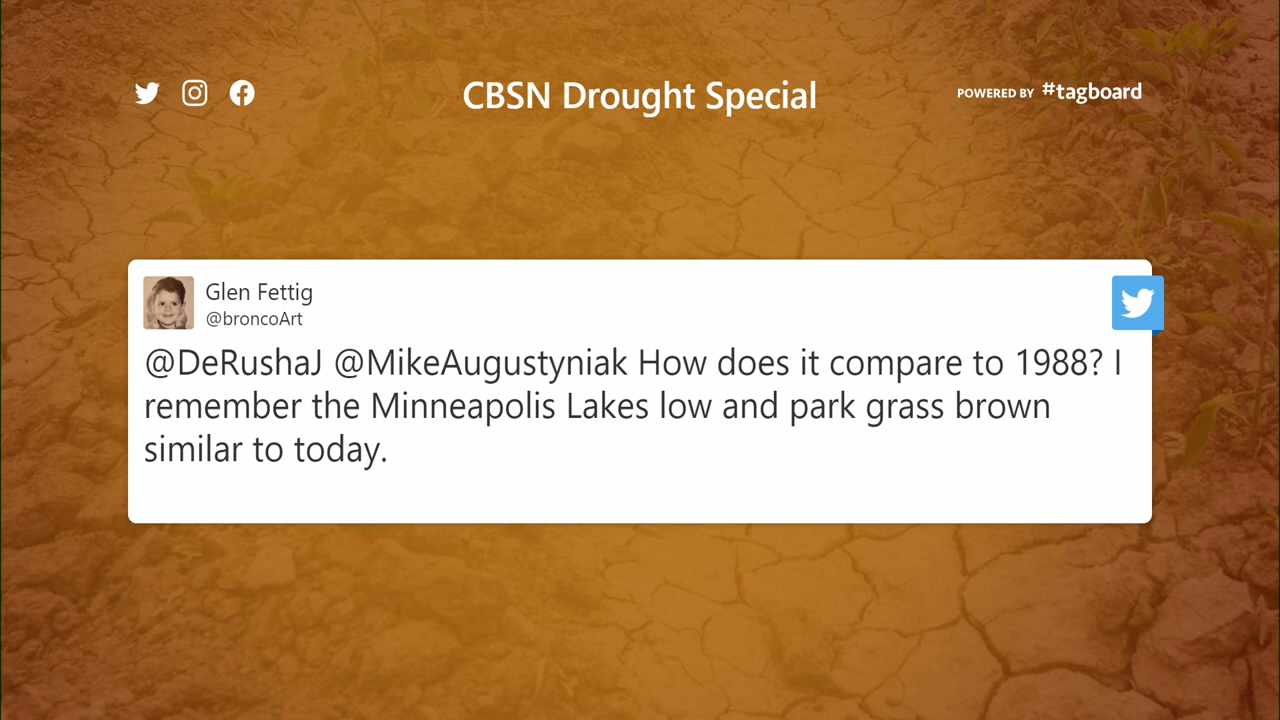 CBSN Drought Special
POWERED BY #tagboard
Glen Fettig
@broncoArt
@DeRushaJ @MikeAugustyniak How does it compare to 1988? I
remember the Minneapolis Lakes low and park grass brown
similar to today.